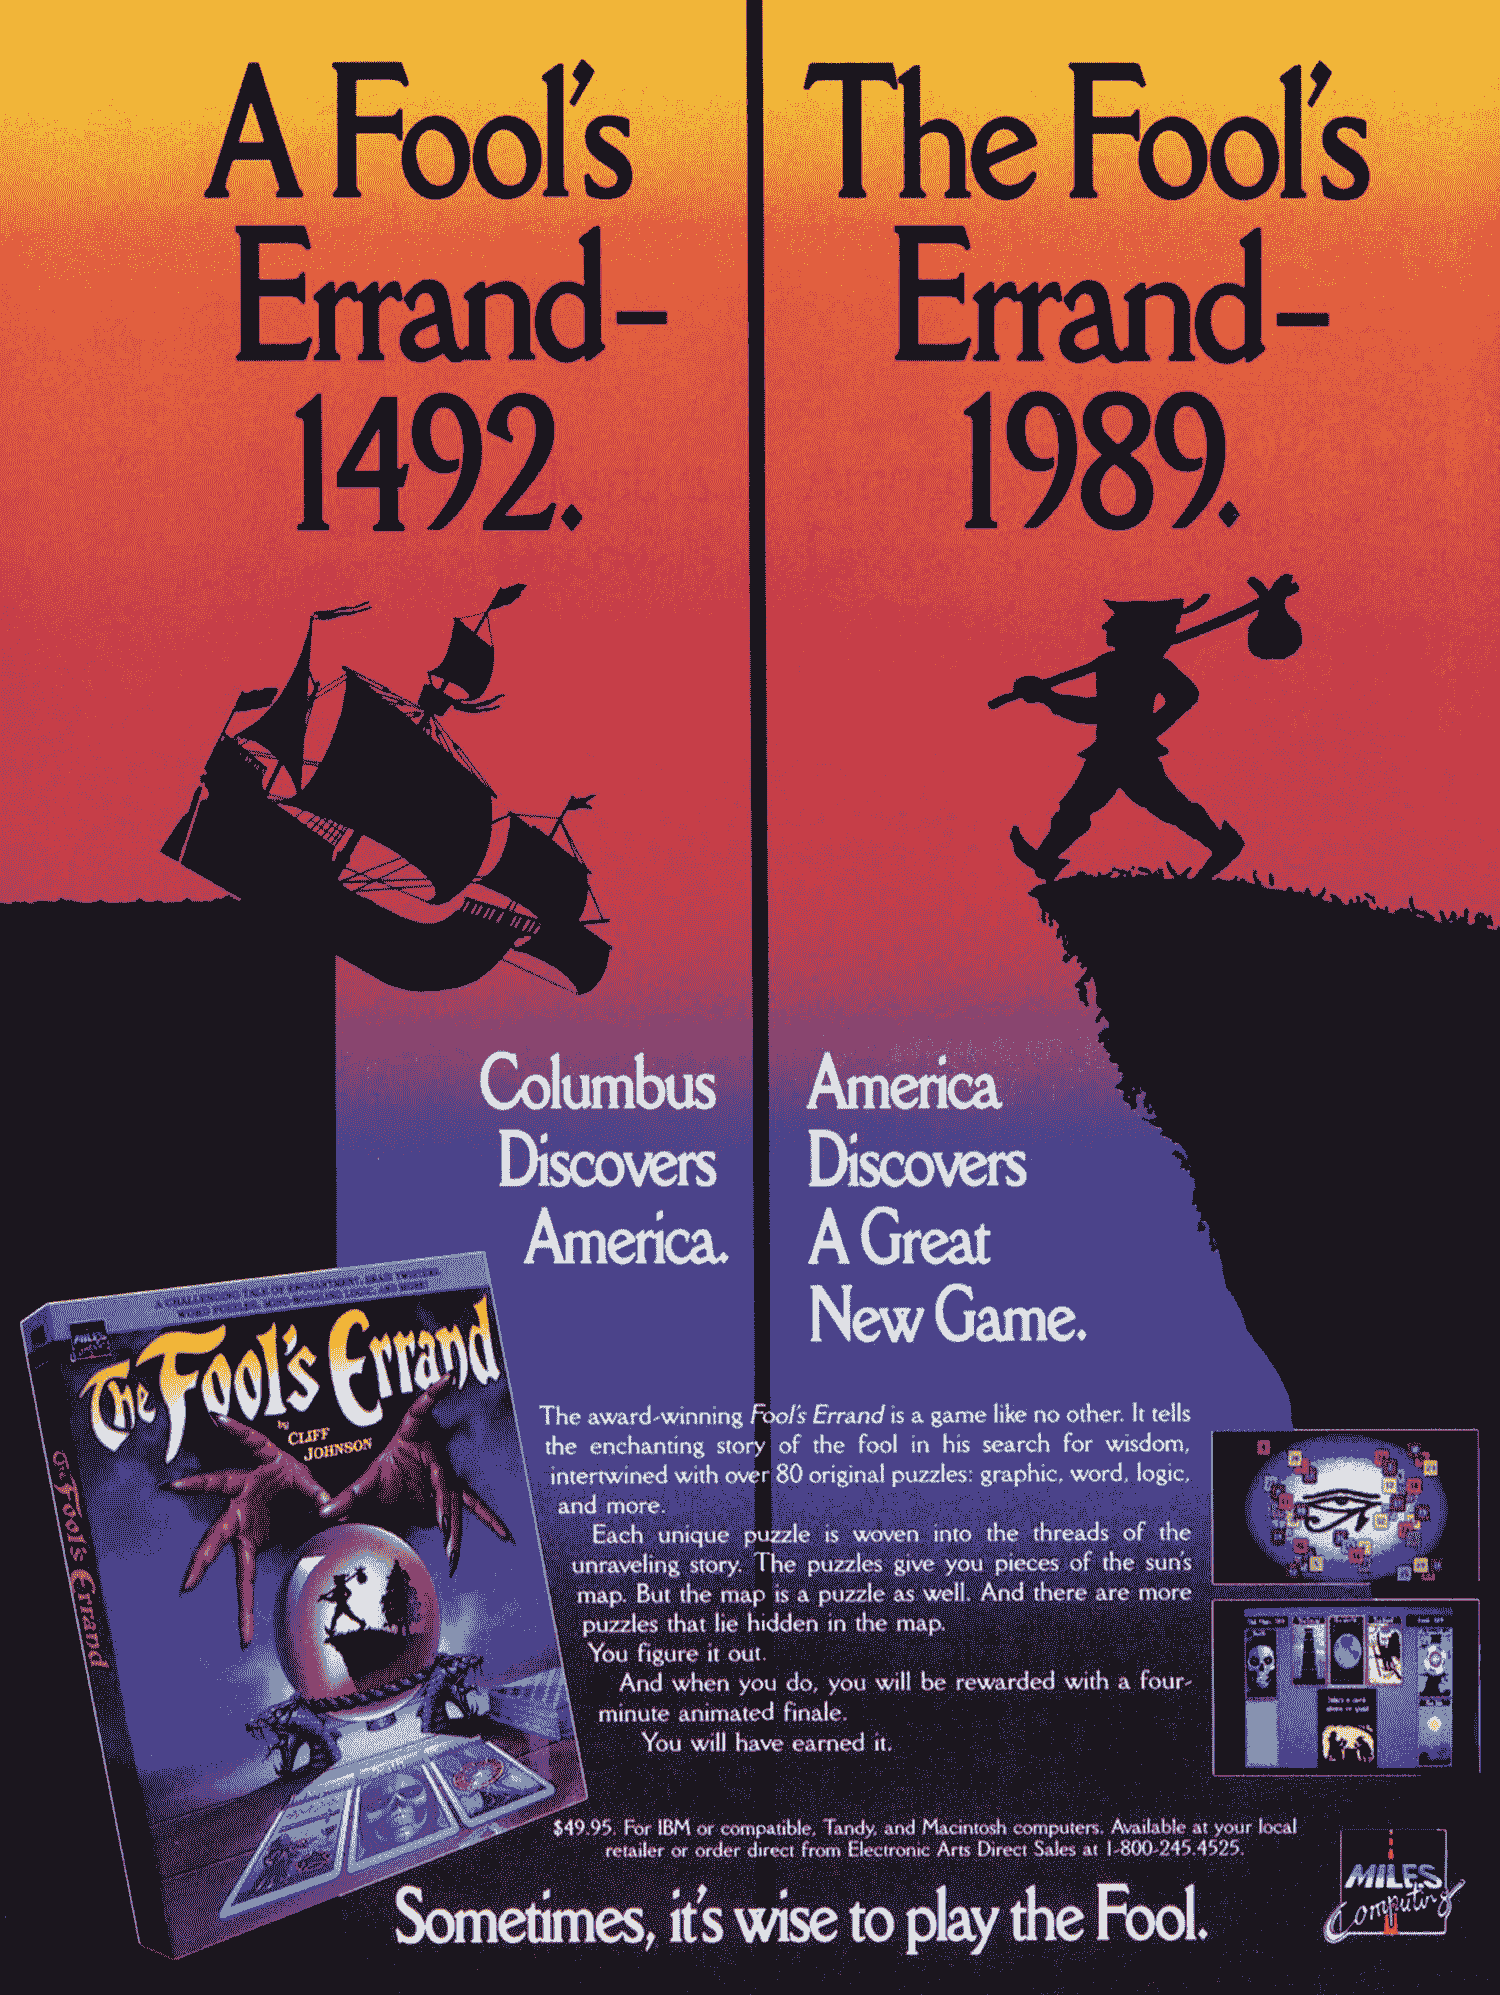 A Fool's
Errand–
1492.
The Fool's
Errand–
1989.
Columbus
Discovers
America.
America
Discovers
A Great
New Game.
A CHALLENGING TALE OF ENCHANTMENT, BRAIN TWISTERS,
MILES
The Fool's Errand
by
CLIFF
JOHNSON
The Fool's Errand
The award-winning Fool's Errand is a game like no other. It tells
the enchanting story of the fool in his search for wisdom,
intertwined with over 80 original puzzles: graphic, word, logic,
and more.
Each unique puzzle is woven into the threads of the
unraveling story. The puzzles give you pieces of the sun's
map. But the map is a puzzle as well. And there are more
puzzles that lie hidden in the map.
You figure it out.
And when you do, you will be rewarded with a four-
minute animated finale.
You will have earned it.
$49.95. For IBM or compatible, Tandy, and Macintosh computers. Available at your local
retailer or order direct from Electronic Arts Direct Sales at 1-800-245-4525.
Sometimes, it's wise to play the Fool.
MILES
Computing